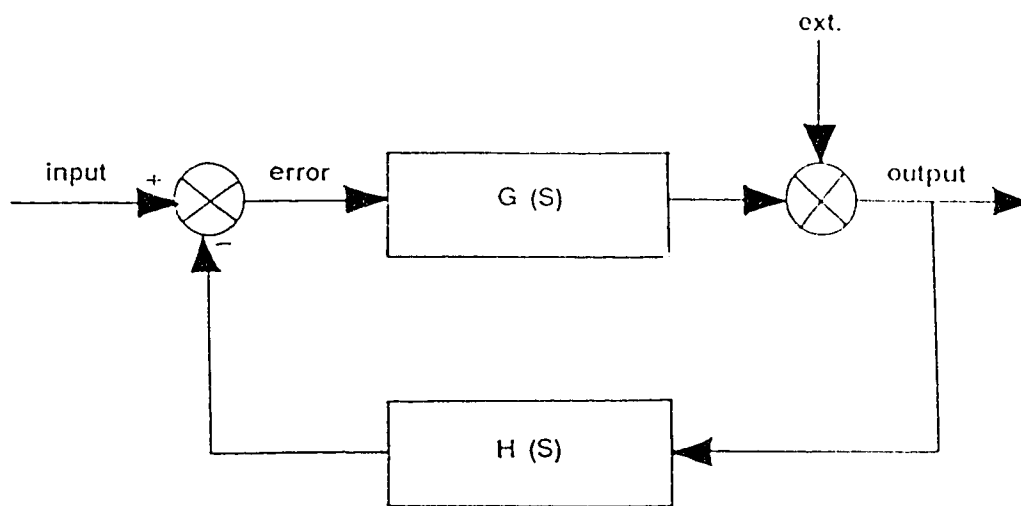 ext.
input
+
error
G (S)
output
−
H (S)